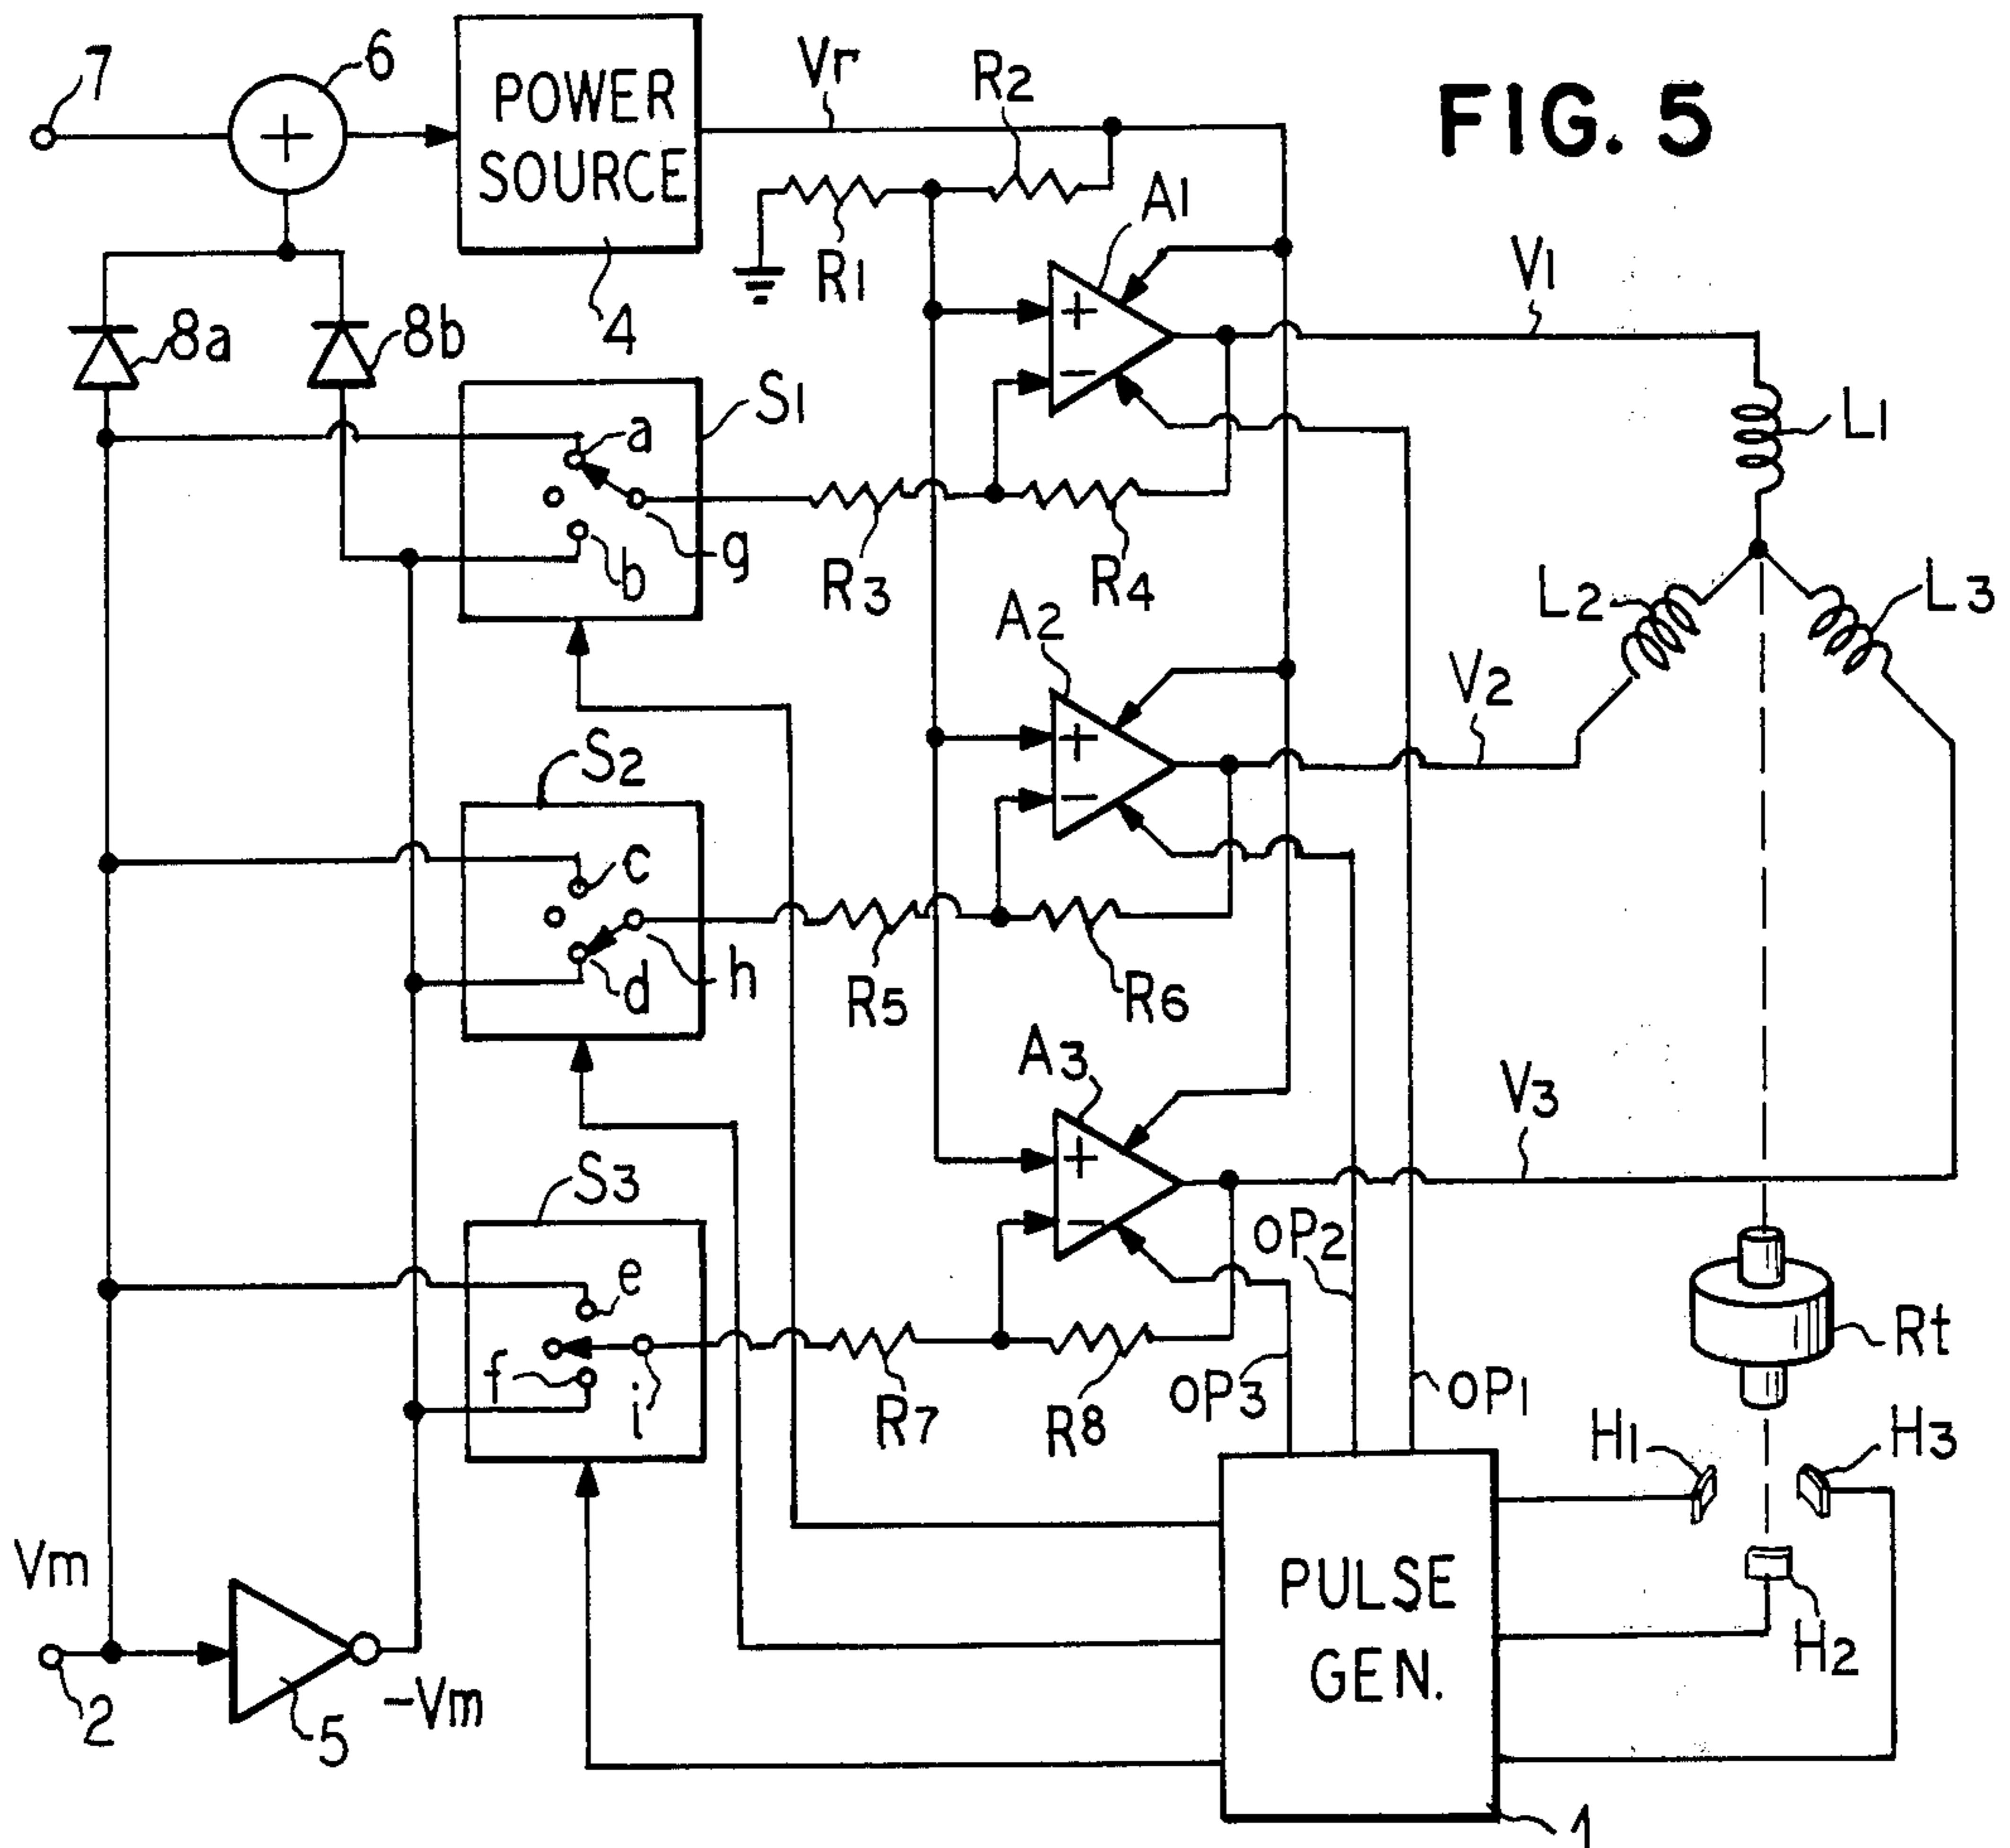 FIG. 5
7
6
POWER SOURCE
4
Vr
R2
R1
A1
+
+
−
V1
L1
8a
8b
S1
a
b
g
R3
R4
L2
L3
A2
+
−
V2
S2
c
d
h
R5
R6
A3
+
−
V3
S3
e
f
i
R7
R8
OP2
OP3
OP1
Rt
H1
H3
H2
PULSE GEN.
1
Vm
2
5
-Vm